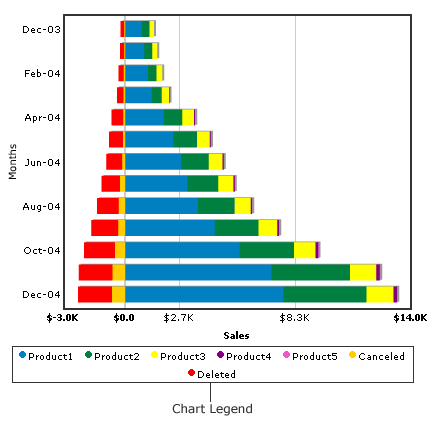 Dec-03
Feb-04
Apr-04
Jun-04
Aug-04
Oct-04
Dec-04
Months
$-3.0K $0.0 $2.7K $8.3K $14.0K
Sales
Product1 Product2 Product3 Product4 Product5 Canceled
Deleted
Chart Legend